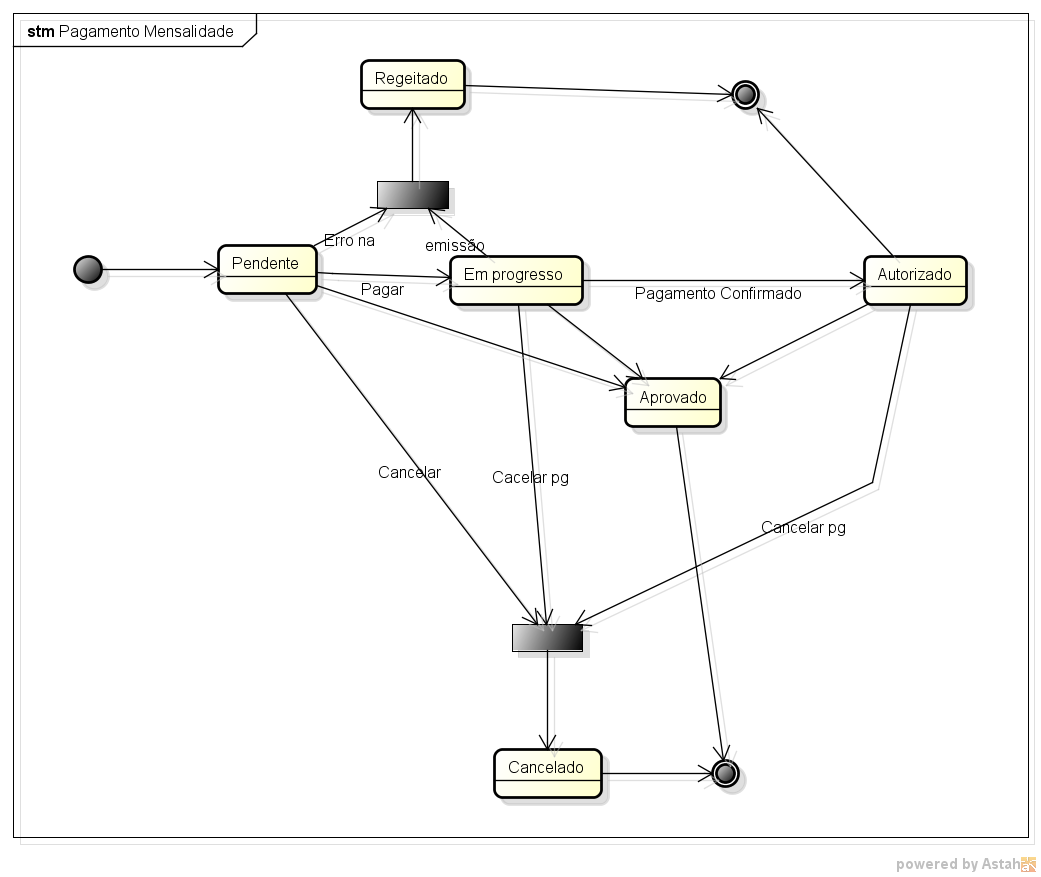 stm Pagamento Mensalidade
Regeitado
Erro na
emissão
Pendente
Em progresso
Autorizado
Pagar
Pagamento Confirmado
Aprovado
Cancelar
Cacelar pg
Cancelar pg
Cancelado
powered by Astah